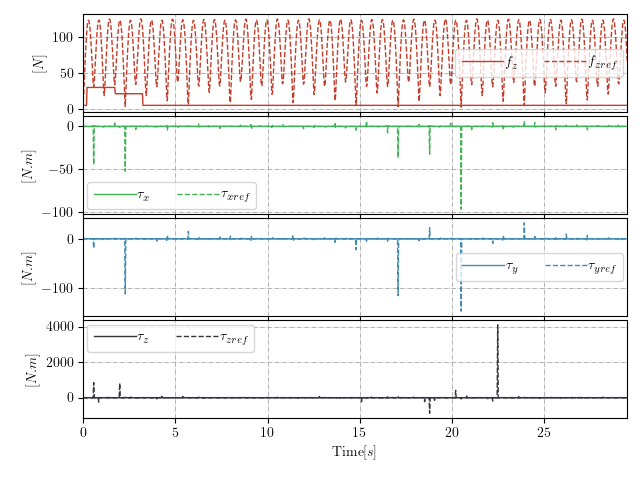 100
50
0
[N]
f_z f_zref
0
−50
−100
[N.m]
τ_x τ_xref
0
−100
[N.m]
τ_y τ_yref
4000
2000
0
[N.m]
τ_z τ_zref
0 5 10 15 20 25
Time[s]